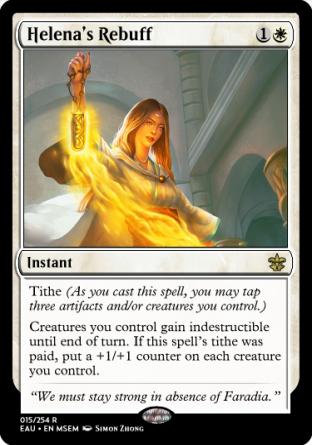 Helena's Rebuff 1
Instant
Tithe (As you cast this spell, you may tap
three artifacts and/or creatures you control.)
Creatures you control gain indestructible
until end of turn. If this spell's tithe was
paid, put a +1/+1 counter on each creature
you control.
"We must stay strong in absence of Faradia."
015/254 R
EAU • EN MSEM Simon Zhong